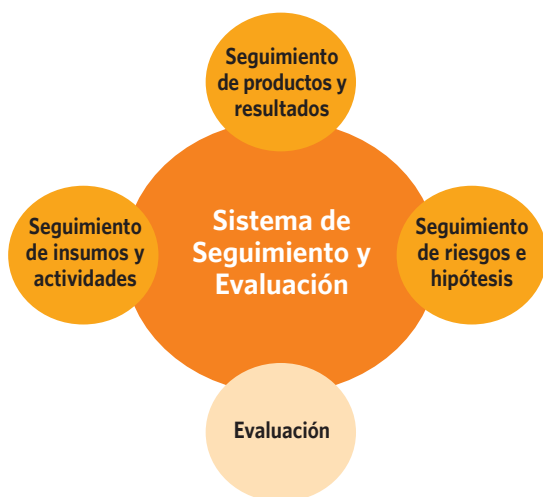 Seguimiento
de productos y
resultados
Seguimiento
de insumos y
actividades
Sistema de
Seguimiento y
Evaluación
Seguimiento
de riesgos e
hipótesis
Evaluación